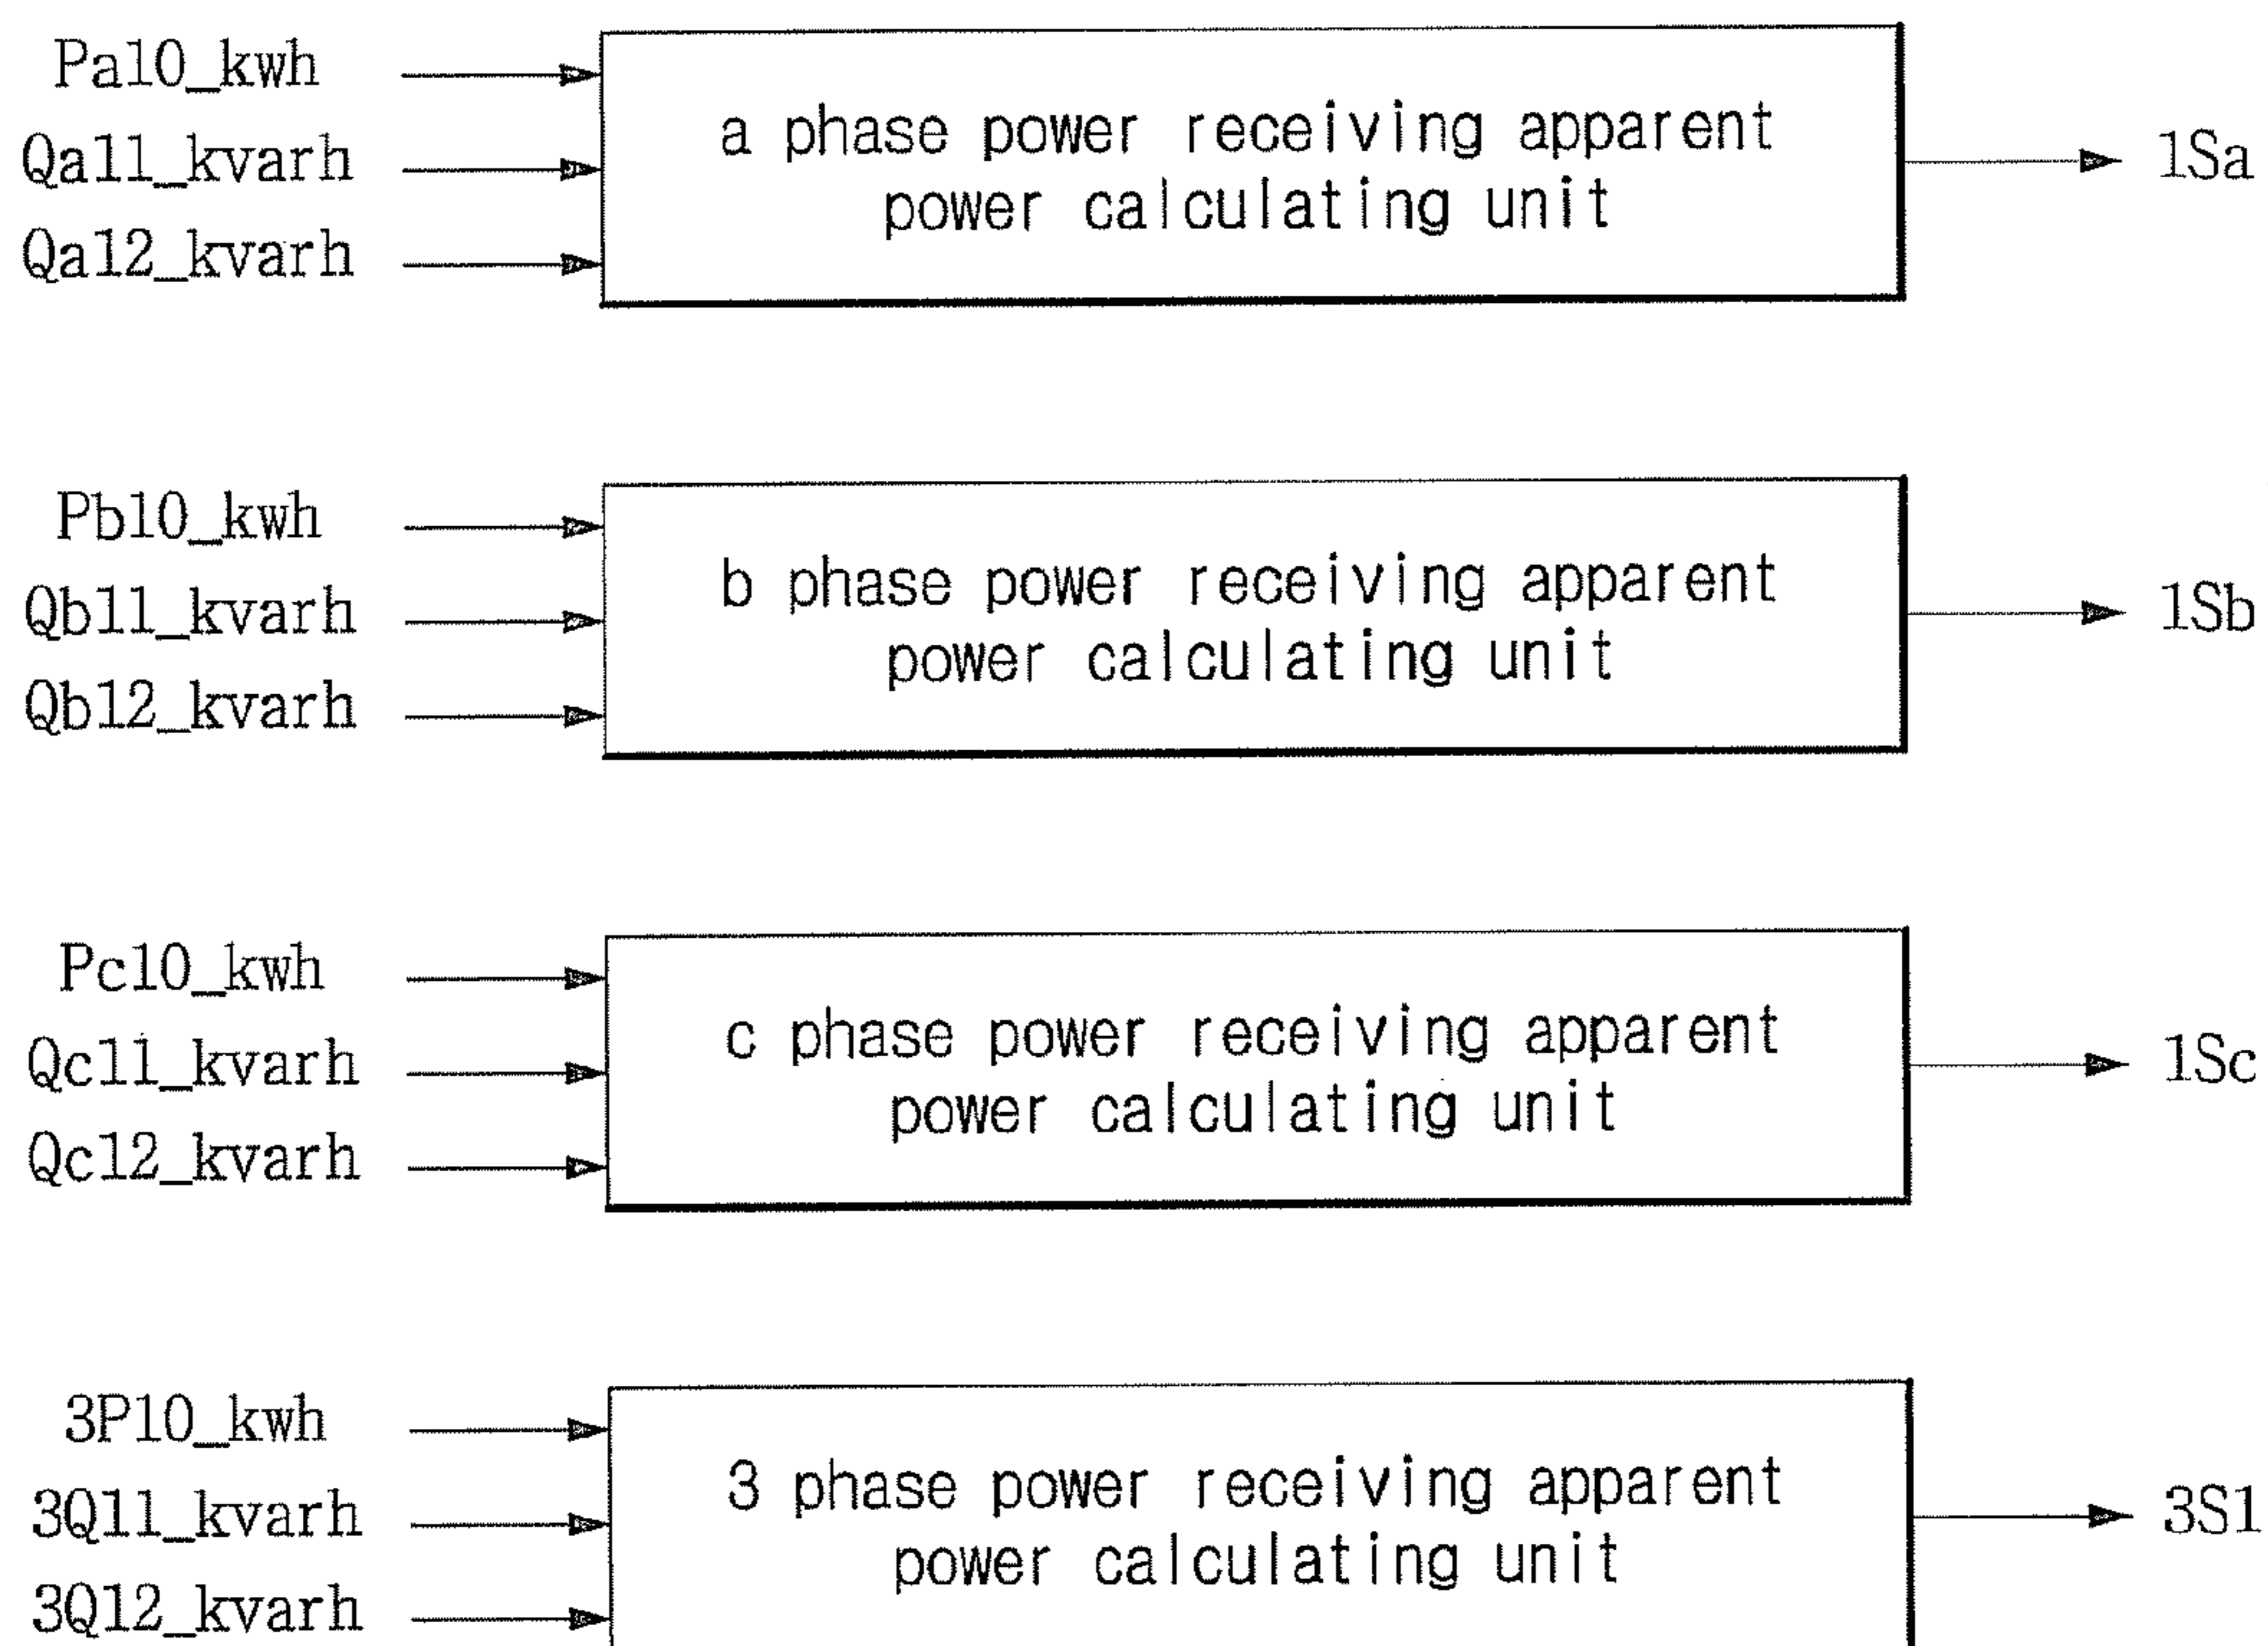 Pa10_kwh
Qa11_kvarh
Qa12_kvarh
a phase power receiving apparent
power calculating unit
1Sa
Pb10_kwh
Qb11_kvarh
Qb12_kvarh
b phase power receiving apparent
power calculating unit
1Sb
Pc10_kwh
Qc11_kvarh
Qc12_kvarh
c phase power receiving apparent
power calculating unit
1Sc
3P10_kwh
3Q11_kvarh
3Q12_kvarh
3 phase power receiving apparent
power calculating unit
3S1